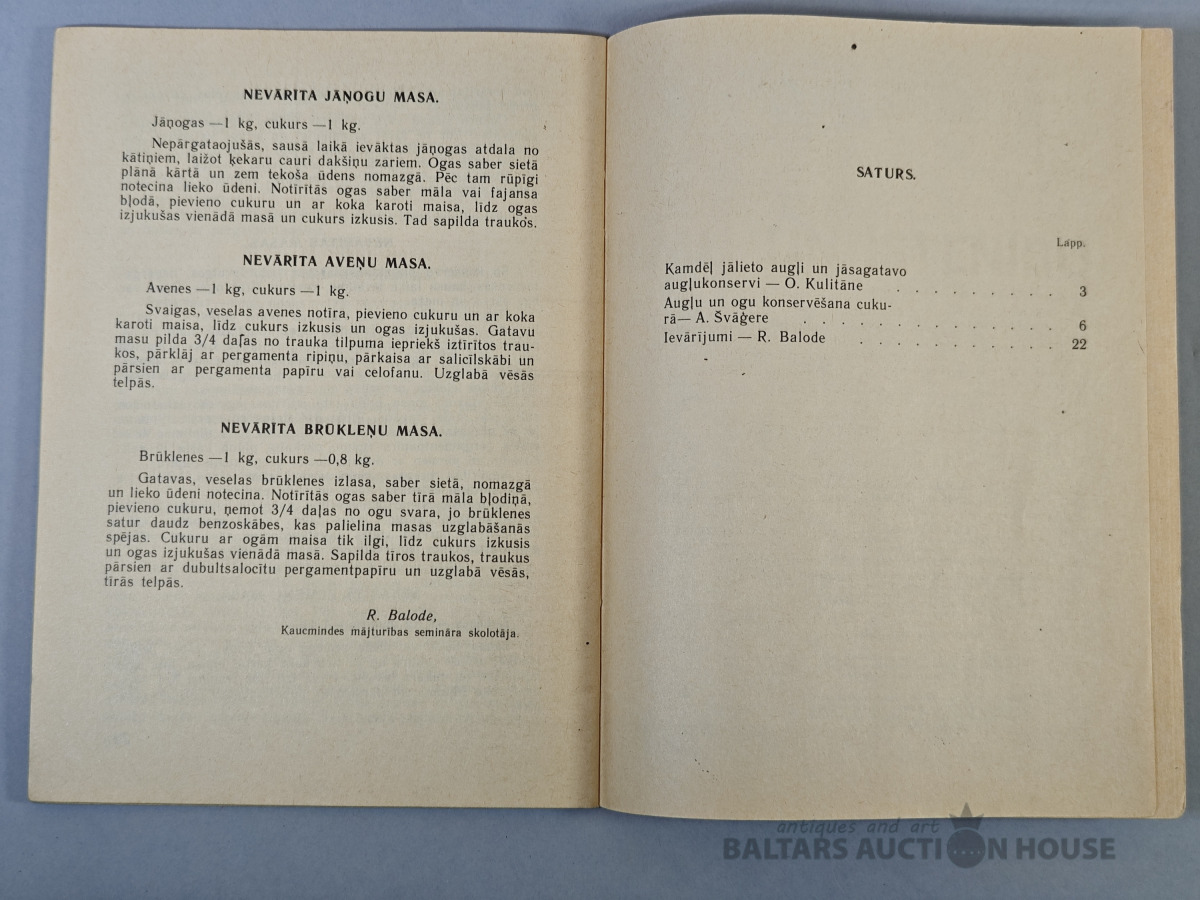 NEVĀRĪTA JĀŅOGU MASA.
Jāņogas —1 kg, cukurs —1 kg.
Nepārgataojušās, sausā laikā ievāktas jāņogas atdala no
kātiņiem, laižot ķekaru cauri dakšiņu zariem. Ogas saber sietā
plānā kārtā un zem tekoša ūdens nomazgā. Pēc tam rūpīgi
notecina lieko ūdeni. Notīrītās ogas saber māla vai fajansa
bļodā, pievieno cukuru un ar koka karoti maisa, līdz ogas
izjukušas vienādā masā un cukurs izkusis. Tad sapilda traukos.
NEVĀRĪTA AVEŅU MASA.
Avenes —1 kg, cukurs —1 kg.
Svaigas, veselas avenes notīra, pievieno cukuru un ar koka
karoti maisa, līdz cukurs izkusis un ogas izjukušas. Gatavu
masu pilda 3/4 daļas no trauka tilpuma iepriekš iztīrītos trau-
kos, pārklāj ar pergamenta ripiņu, pārkaisa ar salicilskābi un
pārsien ar pergamenta papīru vai celofanu. Uzglabā vēsās
telpās.
NEVĀRĪTA BRŪKLEŅU MASA.
Brūklenes —1 kg, cukurs —0,8 kg.
Gatavas, veselas brūklenes izlasa, saber sietā, nomazgā
un lieko ūdeni notecina. Notīrītās ogas saber tīrā māla bļodiņā,
pievieno cukuru, ņemot 3/4 daļas no ogu svara, jo brūklenes
satur daudz benzoskābes, kas palielina masas uzglabāšanās
spējas. Cukuru ar ogām maisa tik ilgi, līdz cukurs izkusis
un ogas izjukušas vienādā masā. Sapilda tīros traukos, traukus
pārsien ar dubultsalocītu pergamentpapīru un uzglabā vēsās,
tīrās telpās.
R. Balode,
Kaucmindes mājturības semināra skolotāja.
SATURS.
Lapp.
Kamdēļ jālieto augļi un jāsagatavo
augļukonservi — O. Kulitāne . . . . . . . . . 3
Augļu un ogu konservēšana cuku-
rā— A. Švāģere . . . . . . . . . . . . . 6
Ievārījumi — R. Balode . . . . . . . . . . 22
antiques and art
BALTARS AUCTION HOUSE